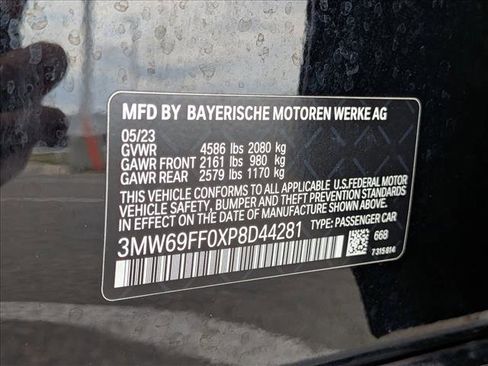 MFD BY BAYERISCHE MOTOREN WERKE AG
05/23
GVWR 4586 lbs 2080 kg
GAWR FRONT 2161 lbs 980 kg
GAWR REAR 2579 lbs 1170 kg
THIS VEHICLE CONFORMS TO ALL APPLICABLE U.S.FEDERAL MOTOR
VEHICLE SAFETY, BUMPER AND THEFT PREVENTION
STANDARDS IN EFFECT ON THE DATE OF MANUFACTURE SHOWN ABOVE.
3MW69FF0XP8D44281 TYPE: PASSENGER CAR
668
7315814